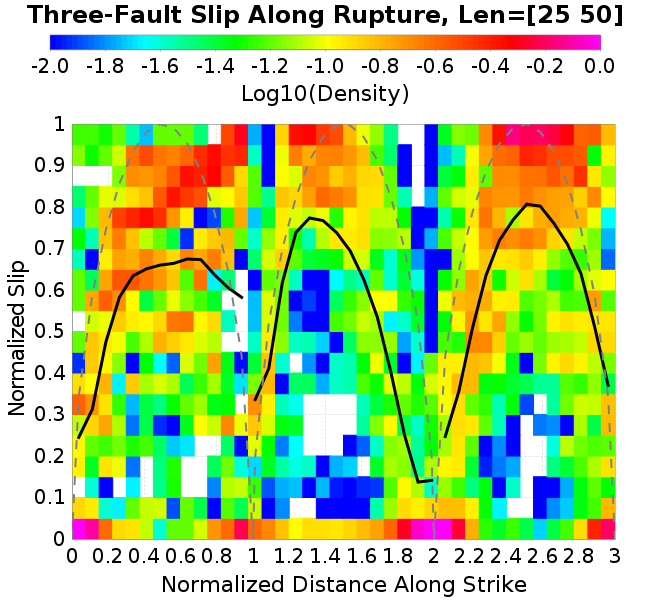 Three-Fault Slip Along Rupture, Len=[25 50]
-2.0 -1.8 -1.6 -1.4 -1.2 -1.0 -0.8 -0.6 -0.4 -0.2 0.0
Log10(Density)
1
0.9
0.8
0.7
0.6
0.5
0.4
0.3
0.2
0.1
0
Normalized Slip
0 0.2 0.4 0.6 0.8 1 1.2 1.4 1.6 1.8 2 2.2 2.4 2.6 2.8 3
Normalized Distance Along Strike